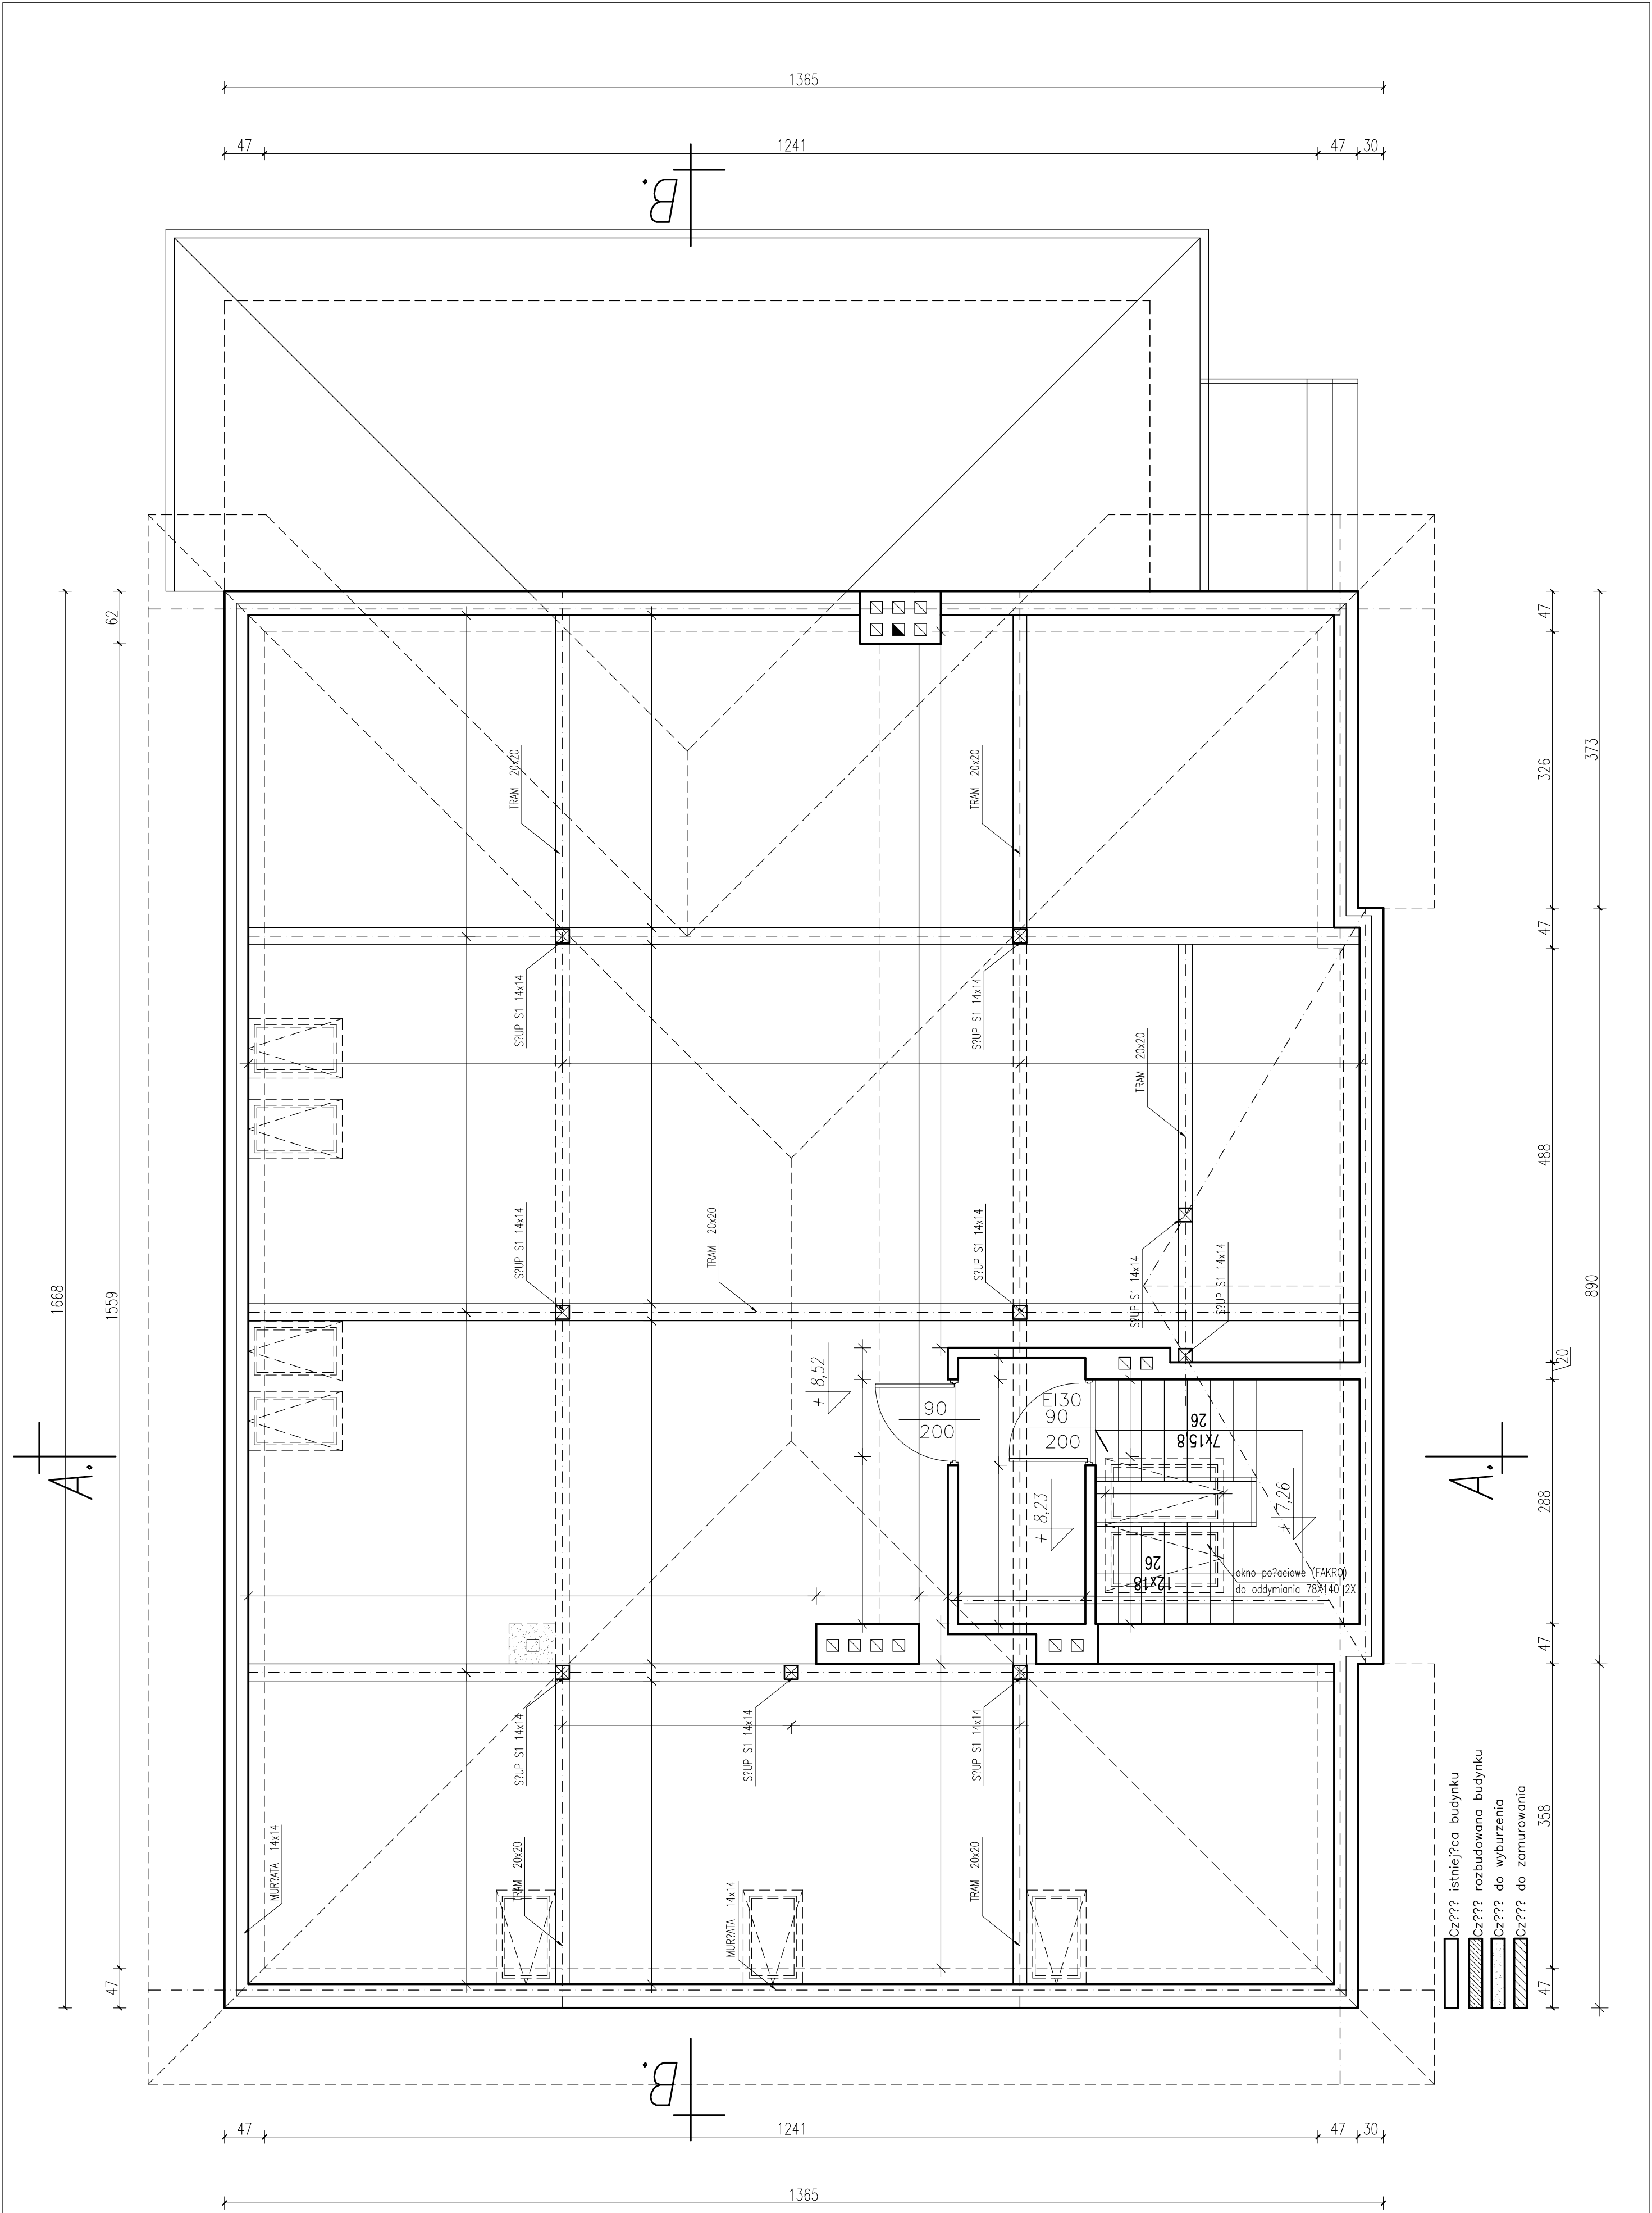 1365
47
1241
47
30
B.
1668
62
1559
47
TRAM 20x20
TRAM 20x20
47
326
373
47
S?UP S1 14x14
S?UP S1 14x14
TRAM 20x20
488
890
S?UP S1 14x14
TRAM 20x20
S?UP S1 14x14
S?UP S1 14x14
S?UP S1 14x14
20
+ 8,52
90
200
EI30
90
200
7x15,8
26
A.
A.
+ 8,23
+ 7,26
288
12x18
26
okno po?aciowe (FAKRO)
do oddymiania 78X140 I2X
47
S?UP S1 14x14
S?UP S1 14x14
S?UP S1 14x14
358
MUR?ATA 14x14
TRAM 20x20
MUR?ATA 14x14
TRAM 20x20
47
Cz??? istniej?ca budynku
Cz??? rozbudowana budynku
Cz??? do wyburzenia
Cz??? do zamurowania
B.
47
1241
47
30
1365